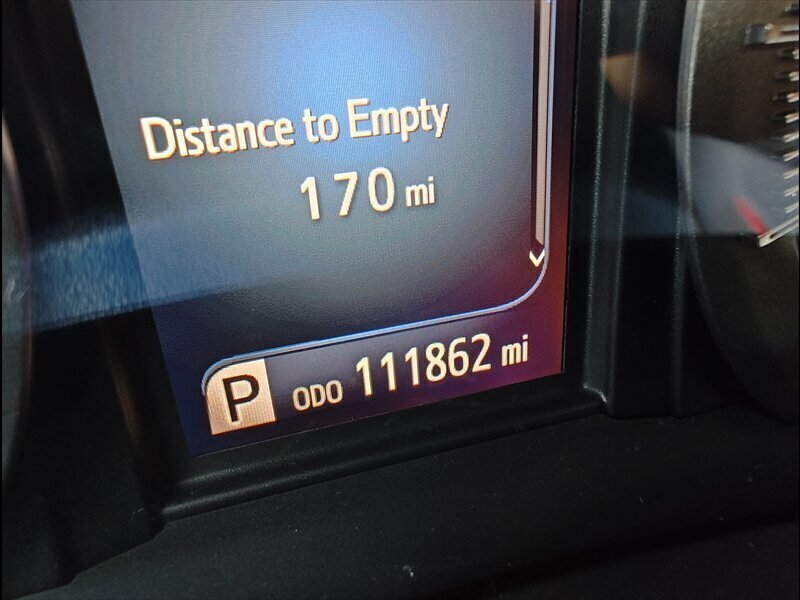 Distance to Empty
170 mi
P ODO 111862 mi